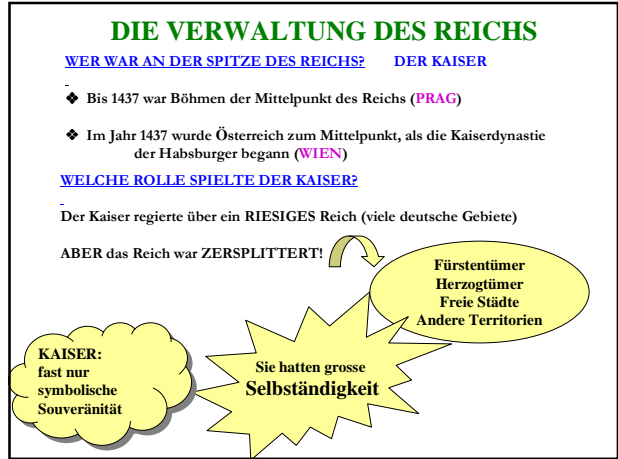 DIE VERWALTUNG DES REICHS
WER WAR AN DER SPITZE DES REICHS? DER KAISER
❖ Bis 1437 war Böhmen der Mittelpunkt des Reichs (PRAG)
❖ Im Jahr 1437 wurde Österreich zum Mittelpunkt, als die Kaiserdynastie
der Habsburger begann (WIEN)
WELCHE ROLLE SPIELTE DER KAISER?
Der Kaiser regierte über ein RIESIGES Reich (viele deutsche Gebiete)
ABER das Reich war ZERSPLITTERT!
Fürstentümer
Herzogtümer
Freie Städte
Andere Territorien
Sie hatten grosse
Selbständigkeit
KAISER:
fast nur
symbolische
Souveränität